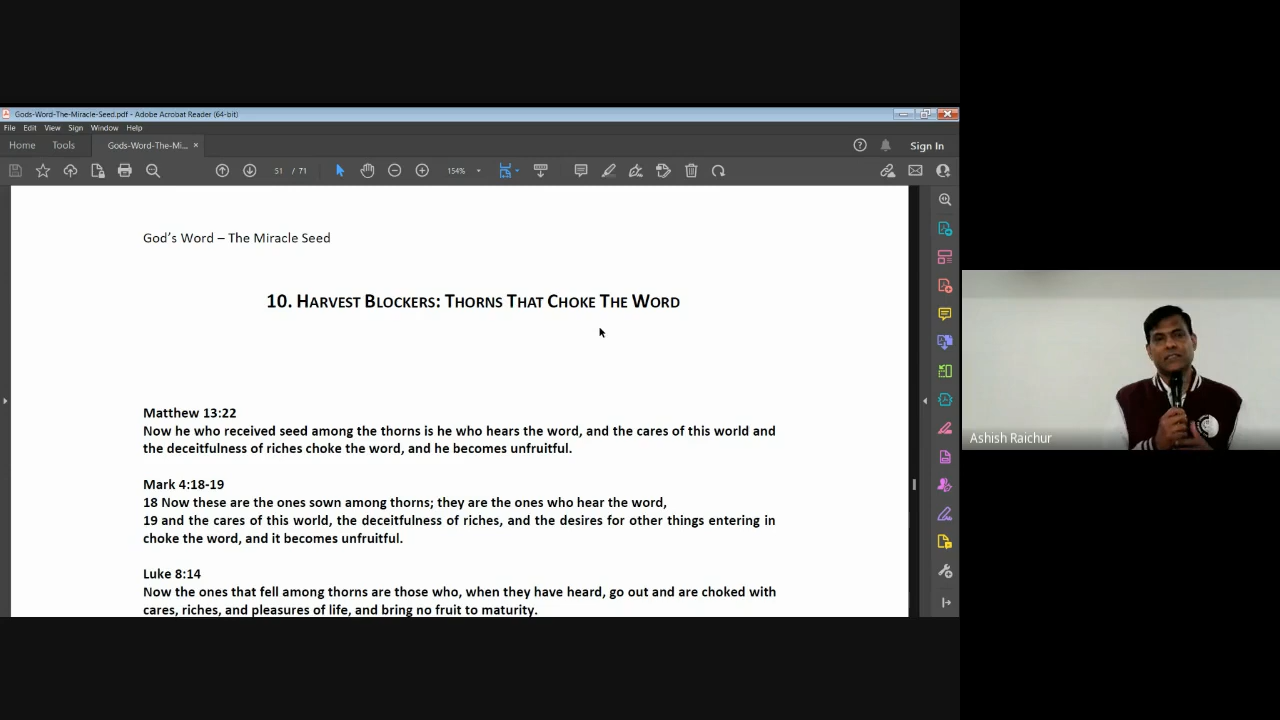 Gods-Word-The-Miracle-Seed.pdf - Adobe Acrobat Reader (64-bit)
File Edit View Sign Window Help
Home Tools Gods-Word-The-Mi... × Sign In
51 / 71 154%
God's Word – The Miracle Seed
10. HARVEST BLOCKERS: THORNS THAT CHOKE THE WORD
Matthew 13:22
Now he who received seed among the thorns is he who hears the word, and the cares of this world and
the deceitfulness of riches choke the word, and he becomes unfruitful.
Mark 4:18-19
18 Now these are the ones sown among thorns; they are the ones who hear the word,
19 and the cares of this world, the deceitfulness of riches, and the desires for other things entering in
choke the word, and it becomes unfruitful.
Luke 8:14
Now the ones that fell among thorns are those who, when they have heard, go out and are choked with
cares, riches, and pleasures of life, and bring no fruit to maturity.
Ashish Raichur